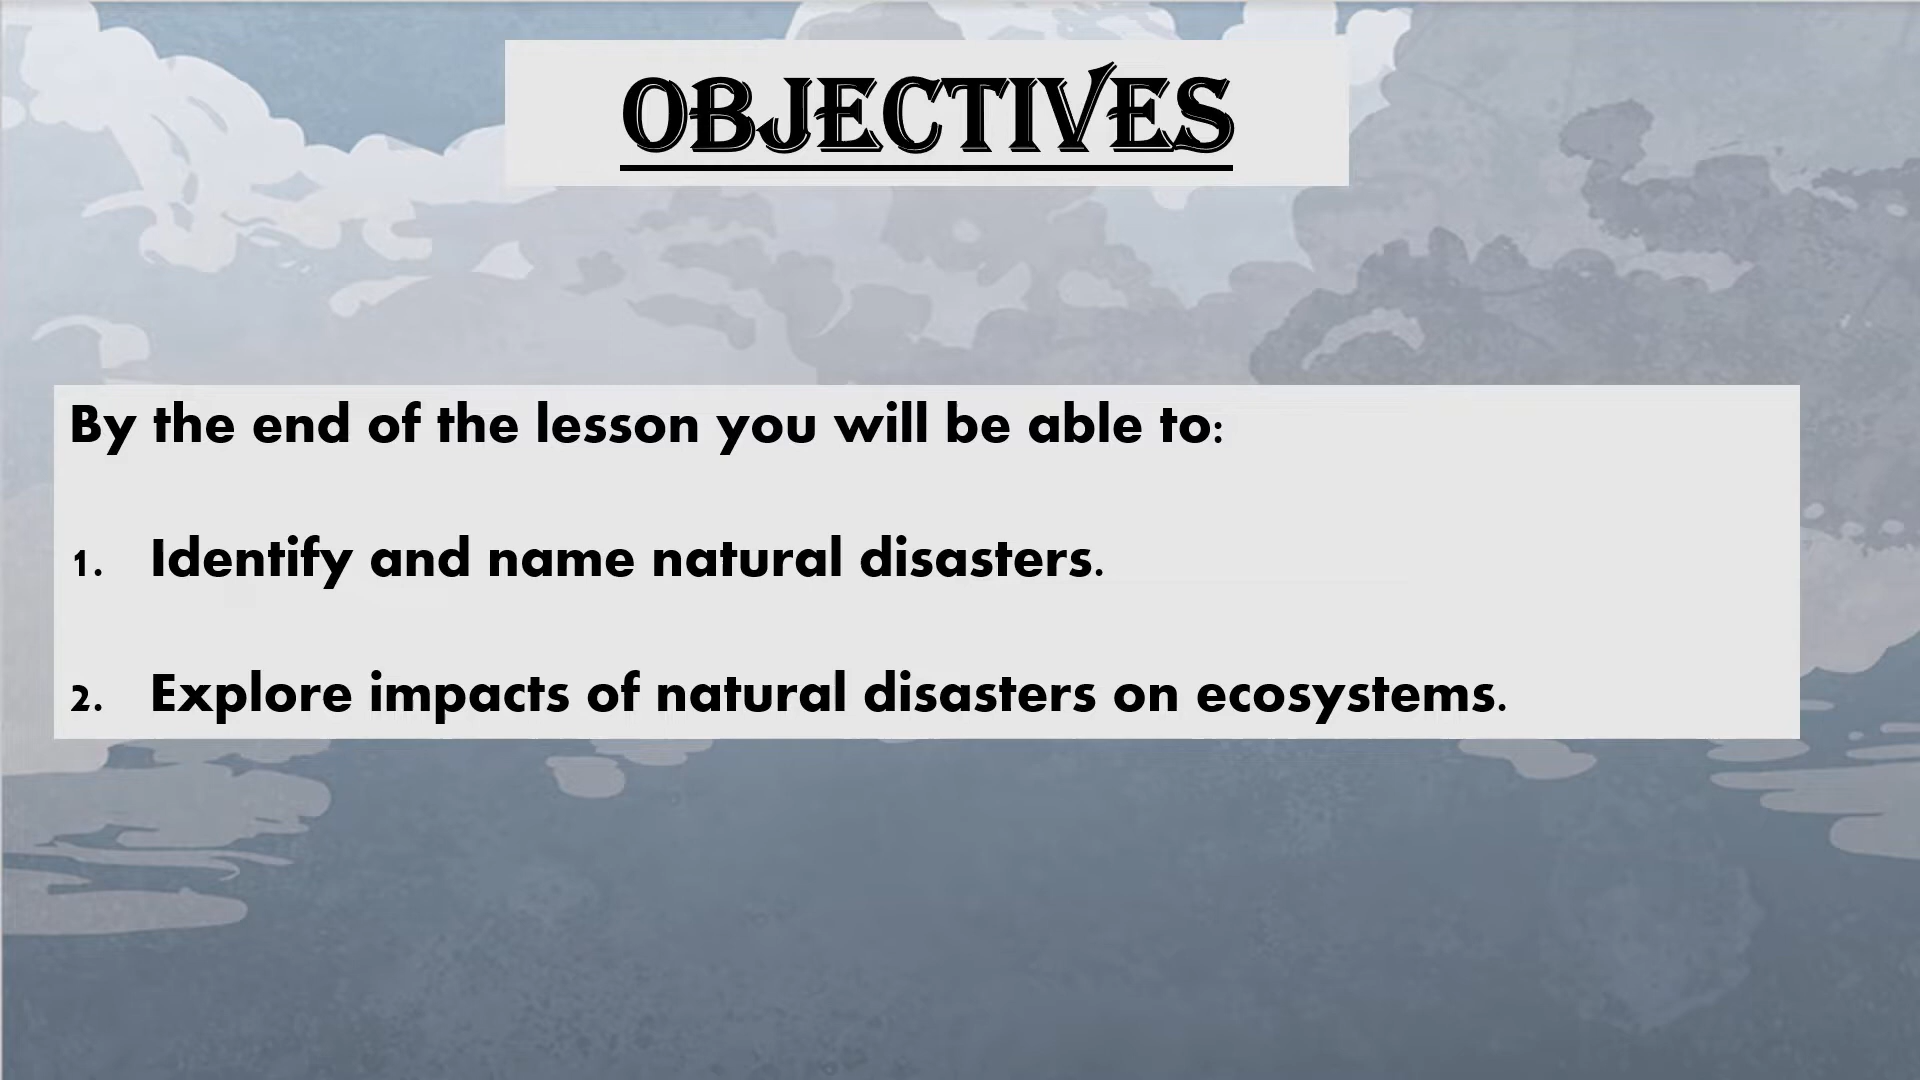 OBJECTIVES
By the end of the lesson you will be able to:
1. Identify and name natural disasters.
2. Explore impacts of natural disasters on ecosystems.